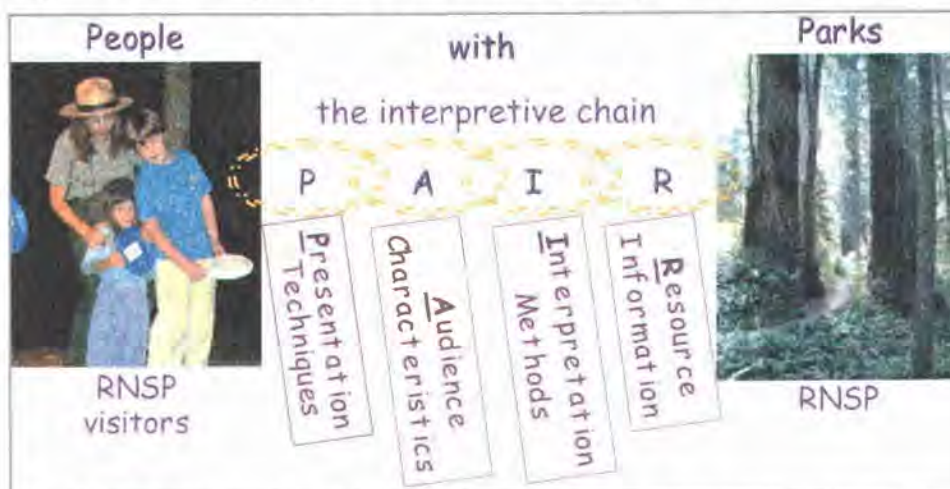 People
with
Parks
the interpretive chain
P A I R
Presentation
Techniques
Audience
Characteristics
Interpretation
Methods
Resource
Information
RNSP
visitors
RNSP